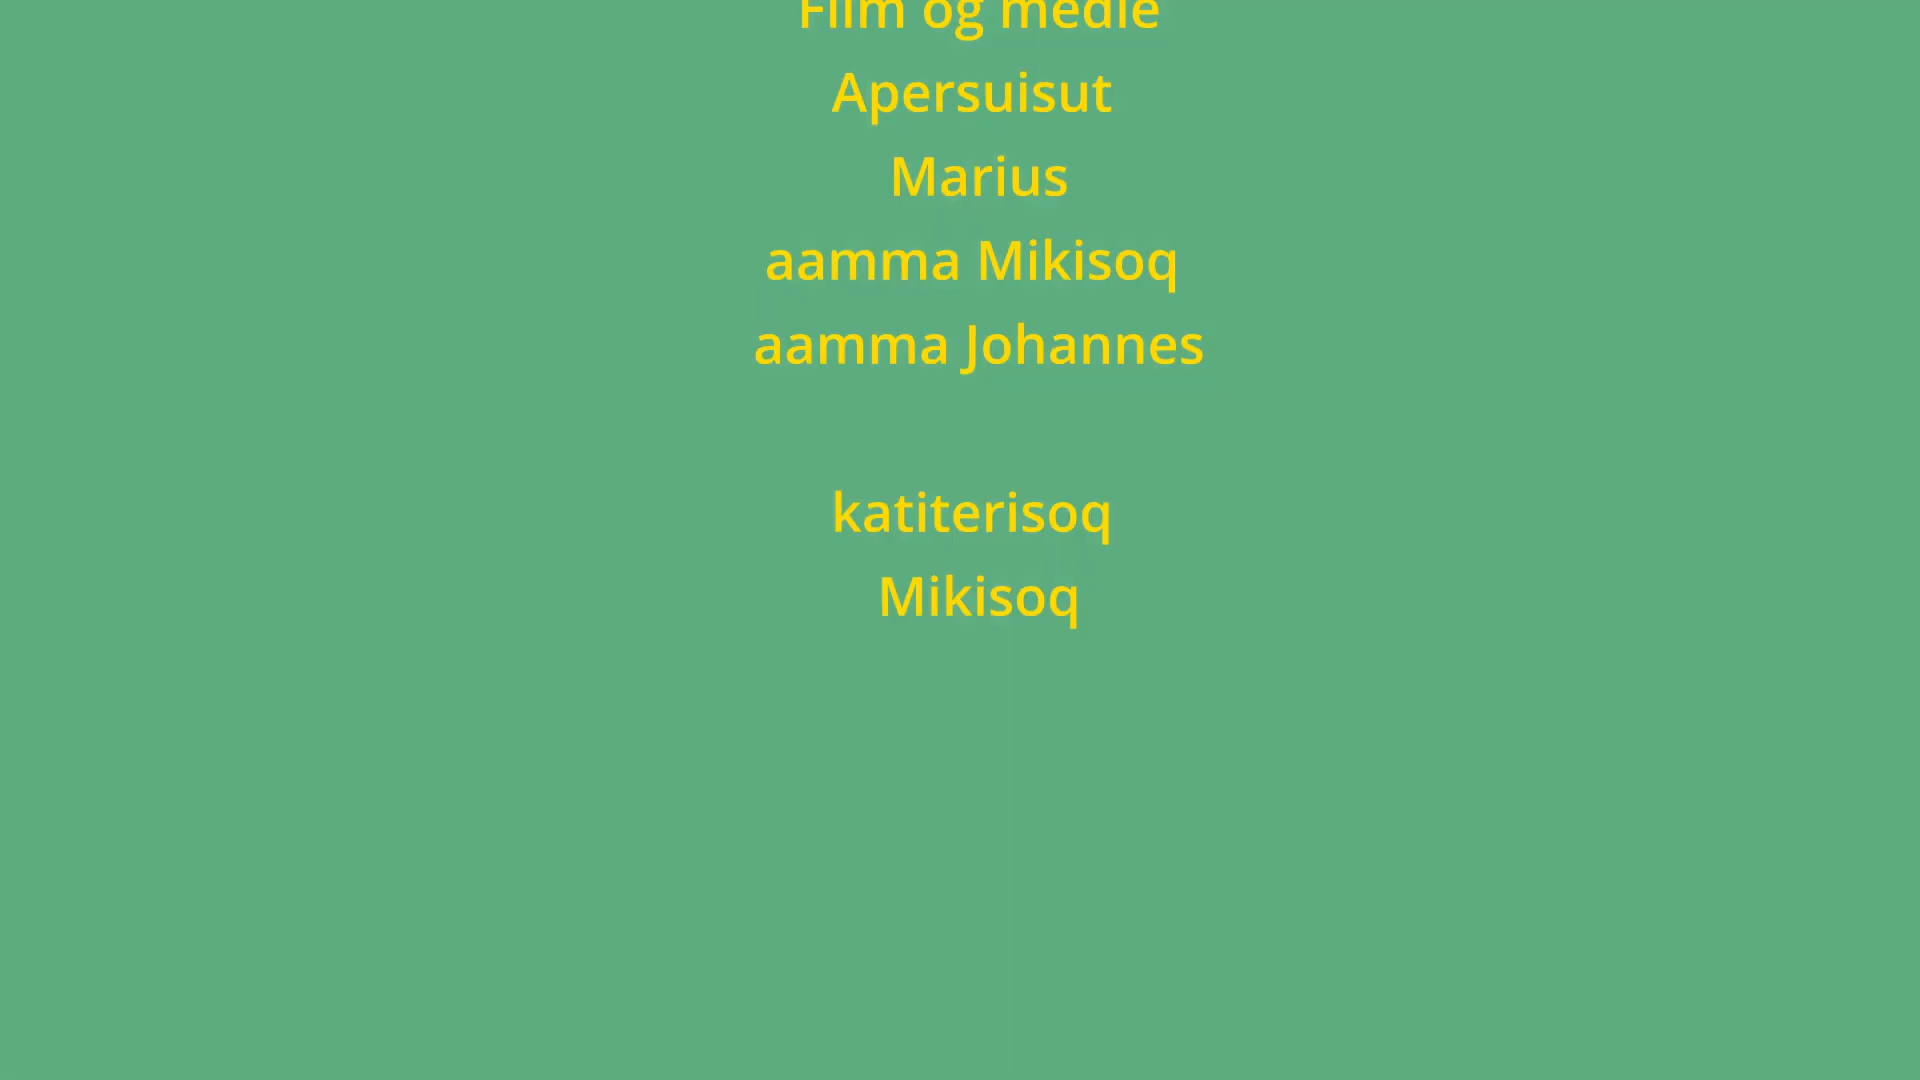 Film og medie
Apersuisut
Marius
aamma Mikisoq
aamma Johannes
katiterisoq
Mikisoq